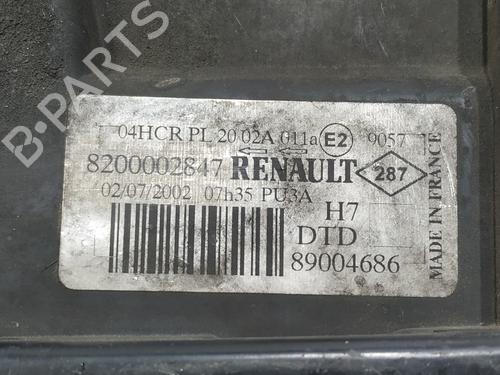 04HCR PL 20 02A 011a E2 9057
8200002847 RENAULT 287
02/07/2002 07h35 PU3A
H7
DTD
89004686
MADE IN FRANCE
B-PARTS